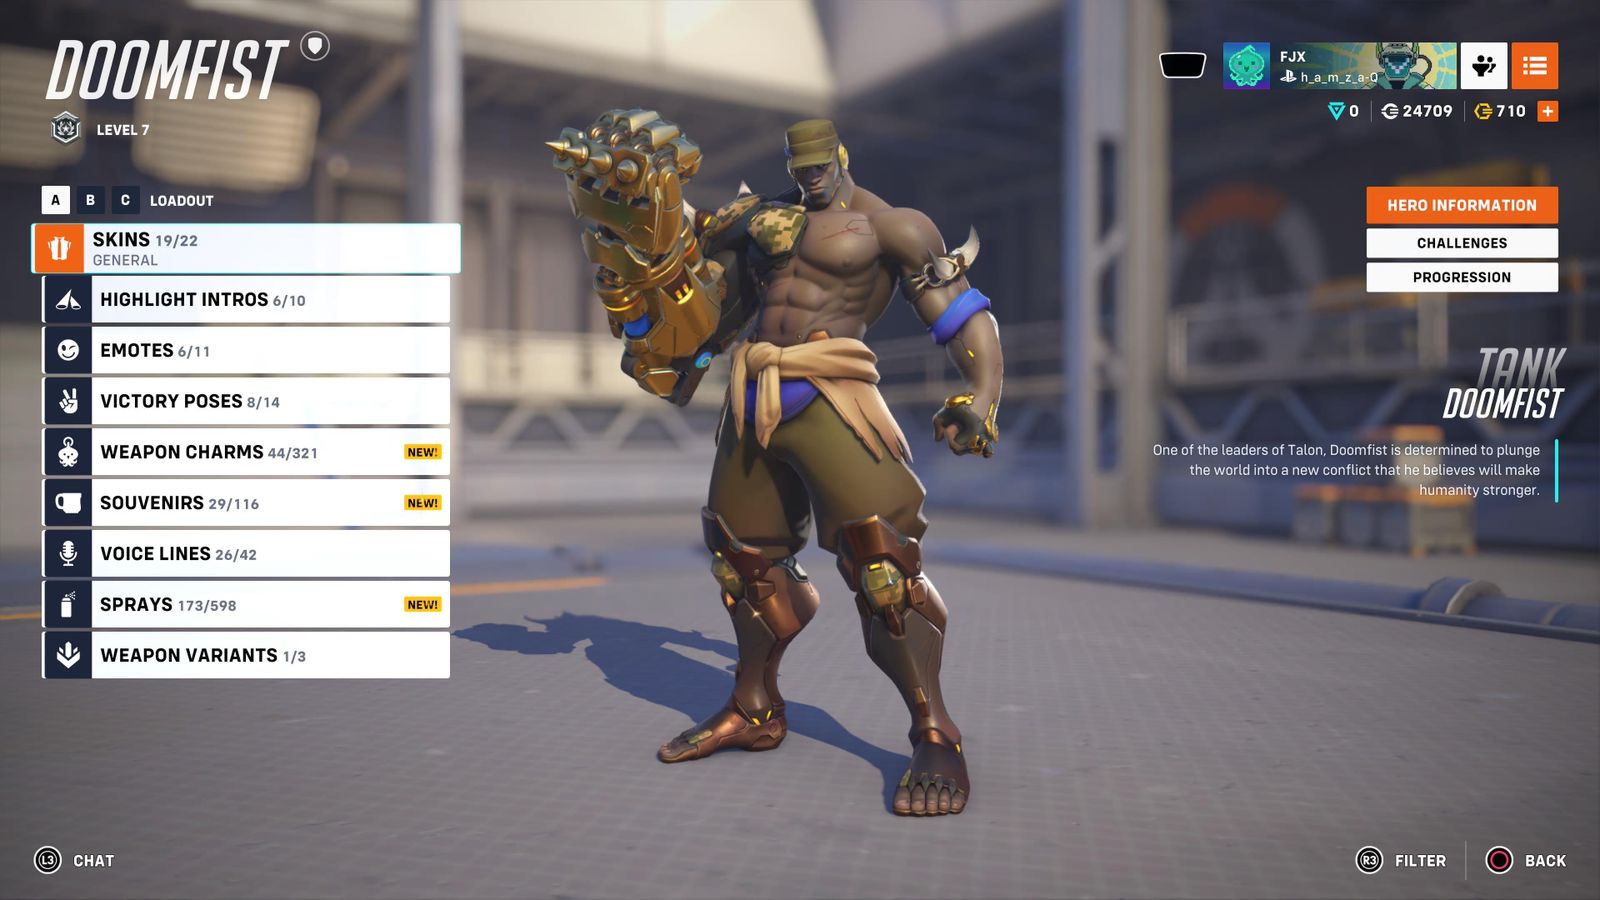 DOOMFIST
LEVEL 7
A B C LOADOUT
SKINS 19/22
GENERAL
HIGHLIGHT INTROS 6/10
EMOTES 6/11
VICTORY POSES 8/14
WEAPON CHARMS 44/321 NEW!
SOUVENIRS 29/116 NEW!
VOICE LINES 26/42
SPRAYS 173/598 NEW!
WEAPON VARIANTS 1/3
FJX
h_a_m_z_a-Q
0 24709 710 +
HERO INFORMATION
CHALLENGES
PROGRESSION
TANK
DOOMFIST
One of the leaders of Talon, Doomfist is determined to plunge
the world into a new conflict that he believes will make
humanity stronger.
L3 CHAT
R3 FILTER
BACK